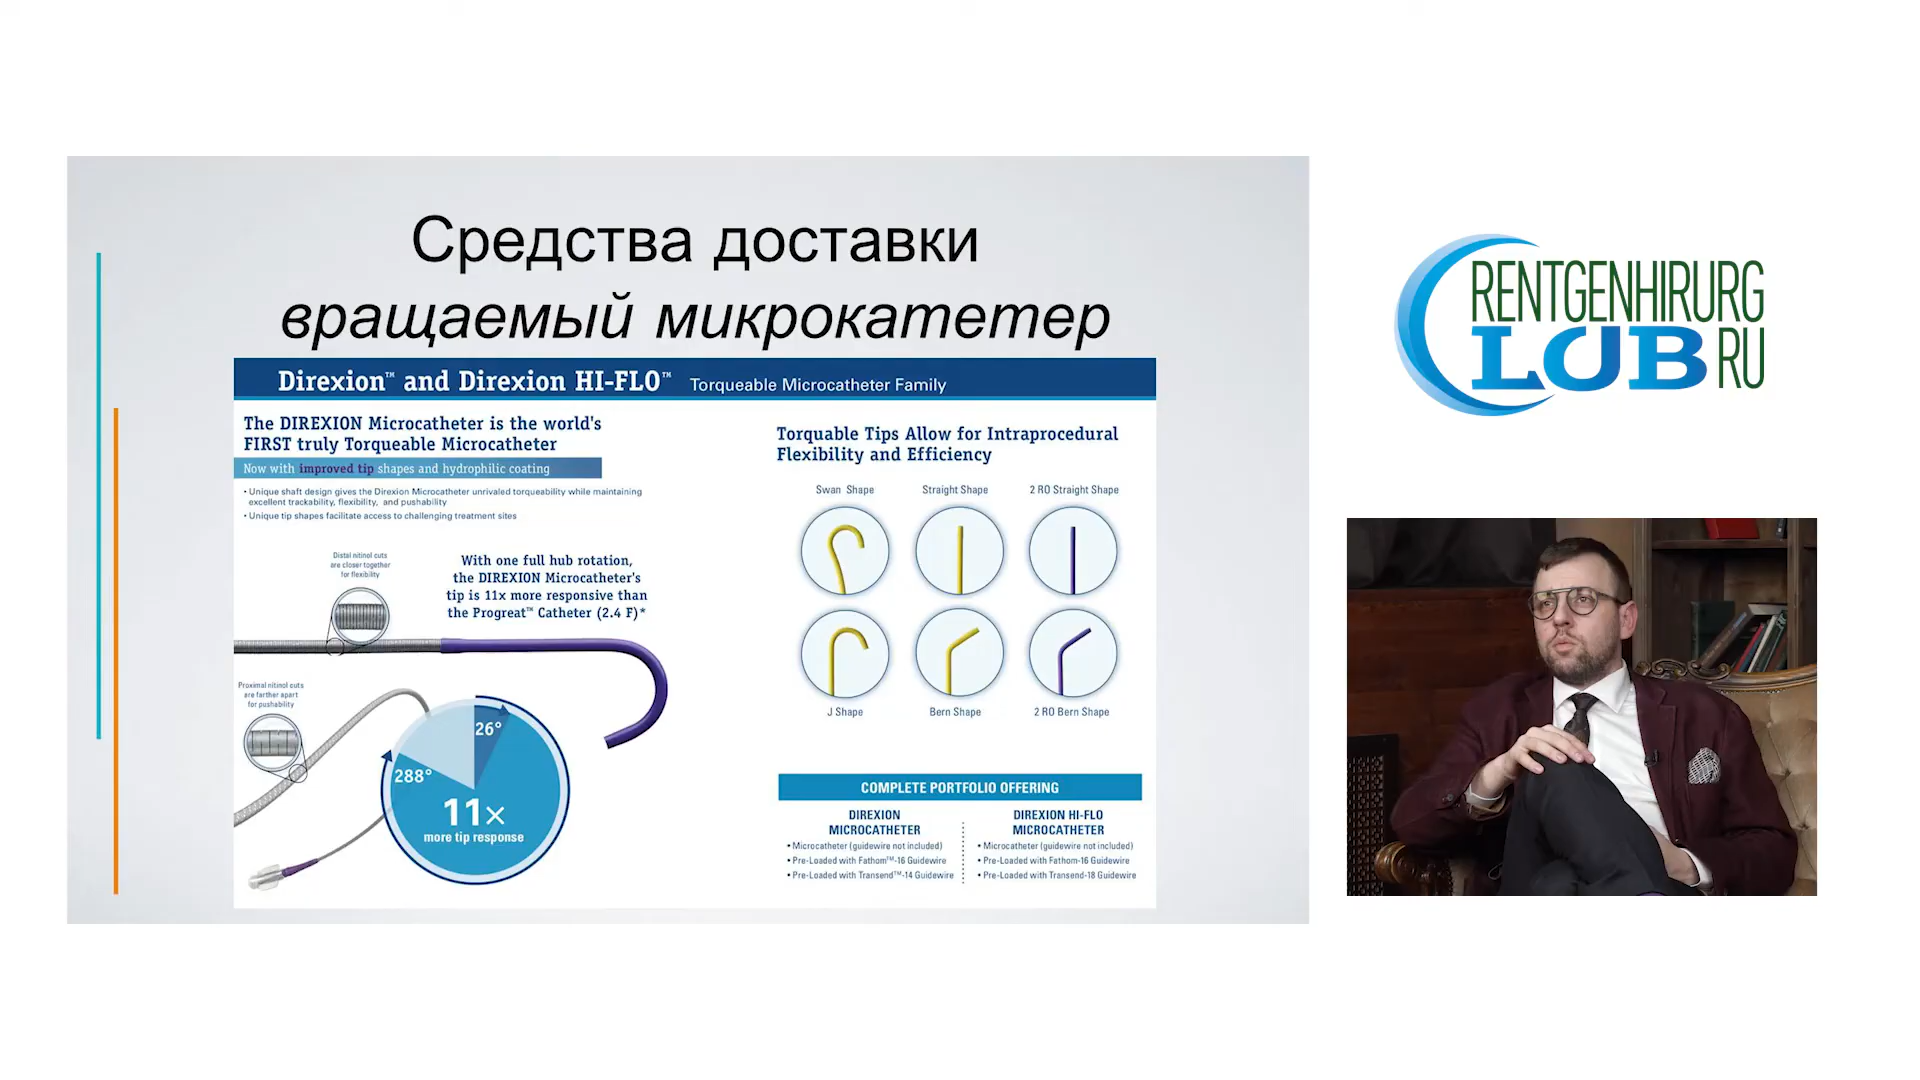 Средства доставки
вращаемый микрокатетер
Direxion™ and Direxion HI-FLO™ Torqueable Microcatheter Family
The DIREXION Microcatheter is the world's
FIRST truly Torqueable Microcatheter
Now with improved tip shapes and hydrophilic coating
• Unique shaft design gives the Direxion Microcatheter unrivaled torqueability while maintaining
excellent trackability, flexibility, and pushability
• Unique tip shapes facilitate access to challenging treatment sites
Distal nitinol cuts
are closer together
for flexibility
With one full hub rotation,
the DIREXION Microcatheter's
tip is 11x more responsive than
the Progreat™ Catheter (2.4 F)*
Proximal nitinol cuts
are farther apart
for pushability
26°
288°
11×
more tip response
Torquable Tips Allow for Intraprocedural
Flexibility and Efficiency
Swan Shape
Straight Shape
2 RO Straight Shape
J Shape
Bern Shape
2 RO Bern Shape
COMPLETE PORTFOLIO OFFERING
DIREXION
MICROCATHETER
• Microcatheter (guidewire not included)
• Pre-Loaded with Fathom™-16 Guidewire
• Pre-Loaded with Transend™-14 Guidewire
DIREXION HI-FLO
MICROCATHETER
• Microcatheter (guidewire not included)
• Pre-Loaded with Fathom-16 Guidewire
• Pre-Loaded with Transend-18 Guidewire
RENTGENHIRURG
CLUB RU